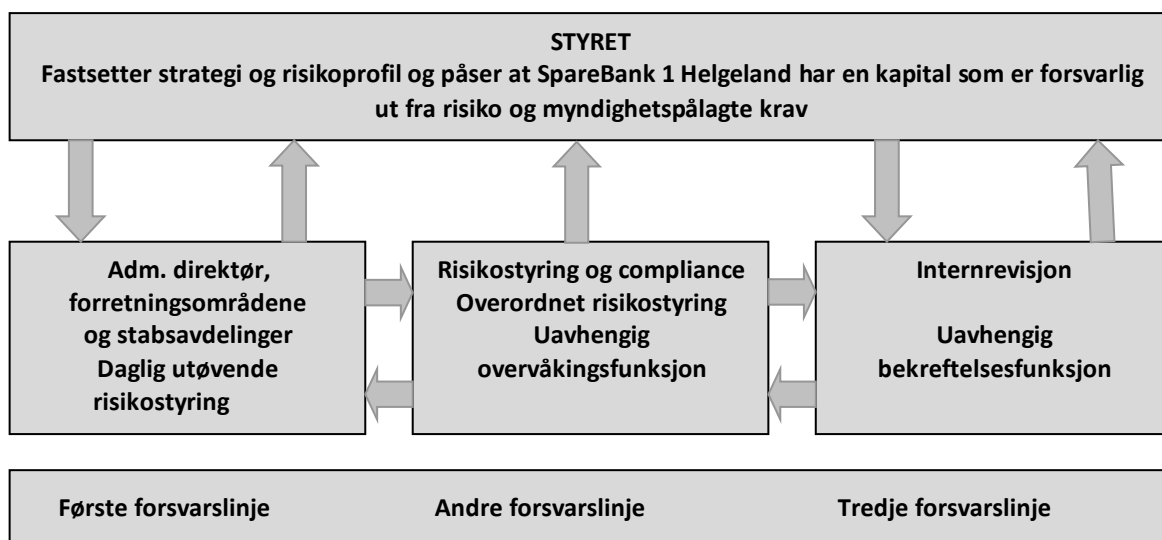 STYRET
Fastsetter strategi og risikoprofil og påser at SpareBank 1 Helgeland har en kapital som er forsvarlig
ut fra risiko og myndighetspålagte krav
Adm. direktør,
forretningsområdene
og stabsavdelinger
Daglig utøvende
risikostyring
Risikostyring og compliance
Overordnet risikostyring
Uavhengig
overvåkingsfunksjon
Internrevisjon
Uavhengig
bekreftelsesfunksjon
Første forsvarslinje
Andre forsvarslinje
Tredje forsvarslinje